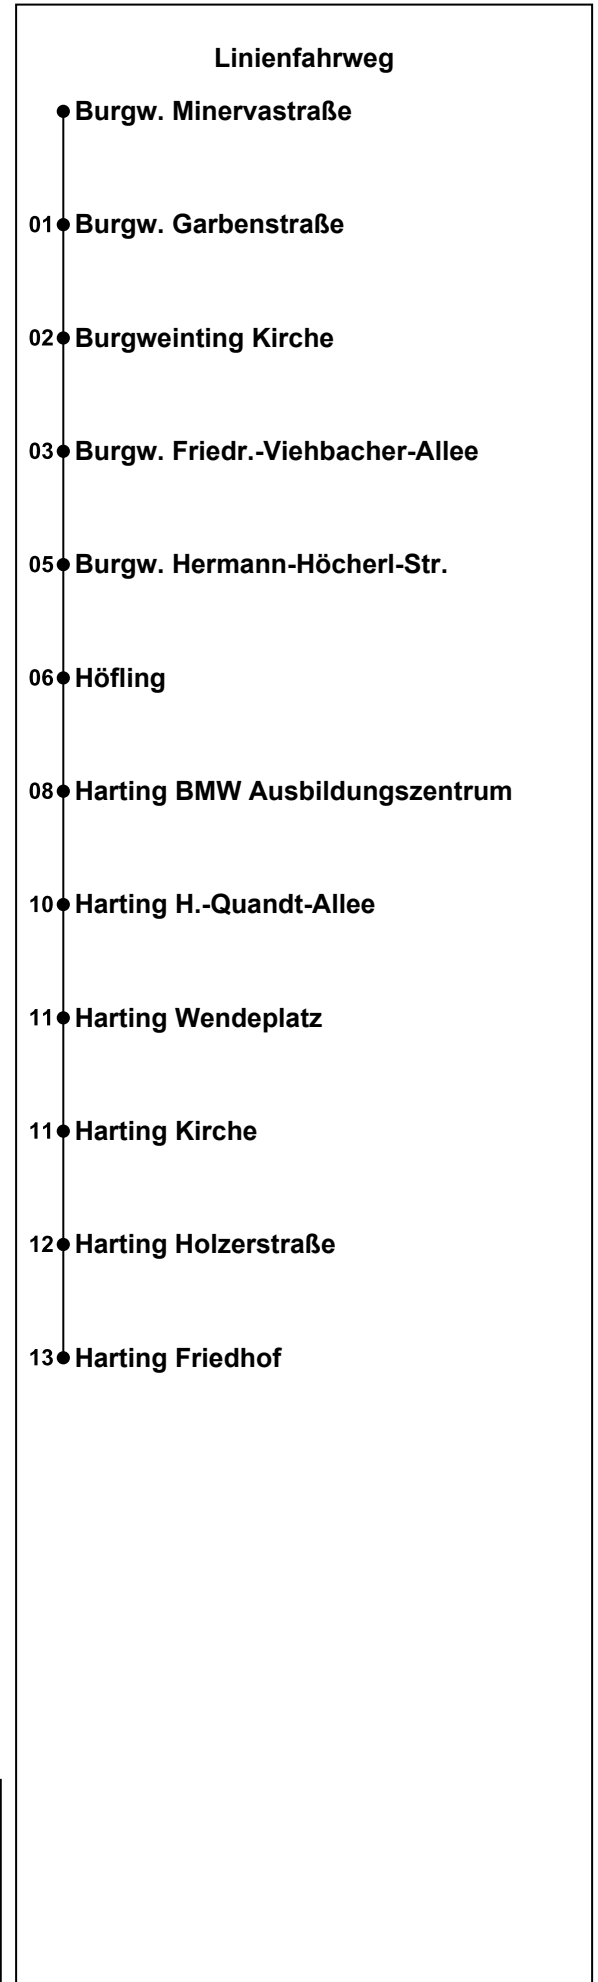 Linienfahrweg
Burgw. Minervastraße
01 Burgw. Garbenstraße
02 Burgweinting Kirche
03 Burgw. Friedr.-Viehbacher-Allee
05 Burgw. Hermann-Höcherl-Str.
06 Höfling
08 Harting BMW Ausbildungszentrum
10 Harting H.-Quandt-Allee
11 Harting Wendeplatz
11 Harting Kirche
12 Harting Holzerstraße
13 Harting Friedhof